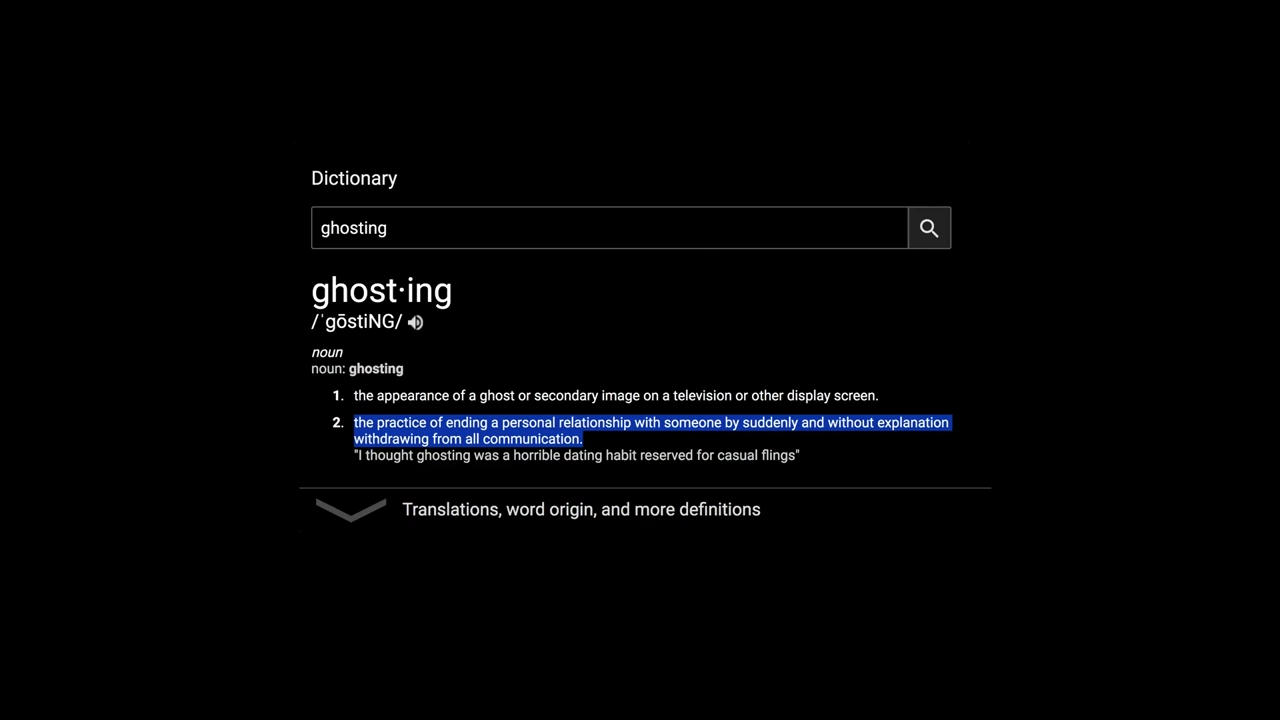 Dictionary
ghosting
ghost·ing
/ˈɡōstiNG/
noun
noun: ghosting
1. the appearance of a ghost or secondary image on a television or other display screen.
2. the practice of ending a personal relationship with someone by suddenly and without explanation
withdrawing from all communication.
"I thought ghosting was a horrible dating habit reserved for casual flings"
Translations, word origin, and more definitions